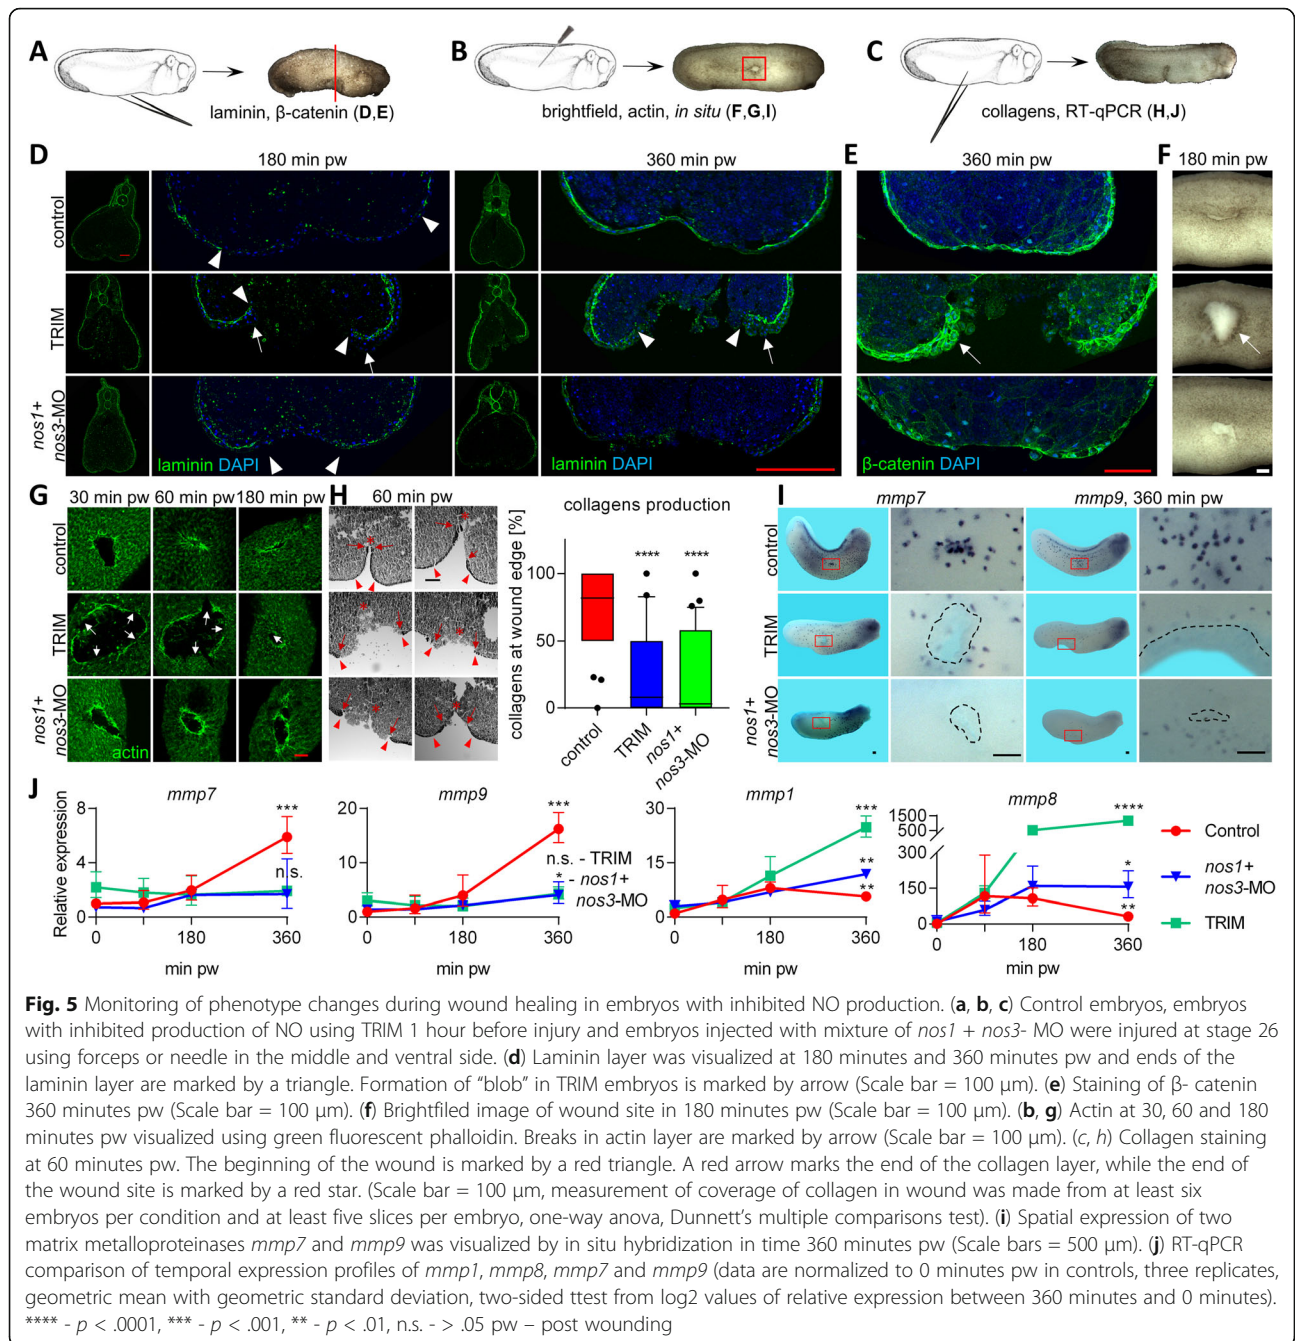 A
B
C
laminin, β-catenin (D,E)
brightfield, actin, in situ (F,G,I)
collagens, RT-qPCR (H,J)
D
180 min pw
360 min pw
E
360 min pw
F
180 min pw
control
TRIM
nos1+
nos3-MO
laminin DAPI
laminin DAPI
β-catenin DAPI
G
30 min pw
60 min pw
180 min pw
control
TRIM
nos1+
nos3-MO
actin
H
60 min pw
collagens production
collagens at wound edge [%]
100
50
0
****
****
control
TRIM
nos1+
nos3-MO
I
mmp7
mmp9, 360 min pw
control
TRIM
nos1+
nos3-MO
J
mmp7
Relative expression
8
4
0
***
n.s.
0
180
360
min pw
mmp9
20
10
0
***
n.s. - TRIM
* - nos1+
nos3-MO
0
180
360
min pw
mmp1
30
15
0
***
**
**
0
180
360
min pw
mmp8
1500
500
300
150
0
****
*
**
0
180
360
min pw
Control
nos1+
nos3-MO
TRIM
Fig. 5 Monitoring of phenotype changes during wound healing in embryos with inhibited NO production. (a, b, c) Control embryos, embryos
with inhibited production of NO using TRIM 1 hour before injury and embryos injected with mixture of nos1 + nos3- MO were injured at stage 26
using forceps or needle in the middle and ventral side. (d) Laminin layer was visualized at 180 minutes and 360 minutes pw and ends of the
laminin layer are marked by a triangle. Formation of “blob” in TRIM embryos is marked by arrow (Scale bar = 100 μm). (e) Staining of β- catenin
360 minutes pw (Scale bar = 100 μm). (f) Brightfiled image of wound site in 180 minutes pw (Scale bar = 100 μm). (b, g) Actin at 30, 60 and 180
minutes pw visualized using green fluorescent phalloidin. Breaks in actin layer are marked by arrow (Scale bar = 100 μm). (c, h) Collagen staining
at 60 minutes pw. The beginning of the wound is marked by a red triangle. A red arrow marks the end of the collagen layer, while the end of
the wound site is marked by a red star. (Scale bar = 100 μm, measurement of coverage of collagen in wound was made from at least six
embryos per condition and at least five slices per embryo, one-way anova, Dunnett’s multiple comparisons test). (i) Spatial expression of two
matrix metalloproteinases mmp7 and mmp9 was visualized by in situ hybridization in time 360 minutes pw (Scale bars = 500 μm). (j) RT-qPCR
comparison of temporal expression profiles of mmp1, mmp8, mmp7 and mmp9 (data are normalized to 0 minutes pw in controls, three replicates,
geometric mean with geometric standard deviation, two-sided ttest from log2 values of relative expression between 360 minutes and 0 minutes).
**** - p < .0001, *** - p < .001, ** - p < .01, n.s. - > .05 pw – post wounding